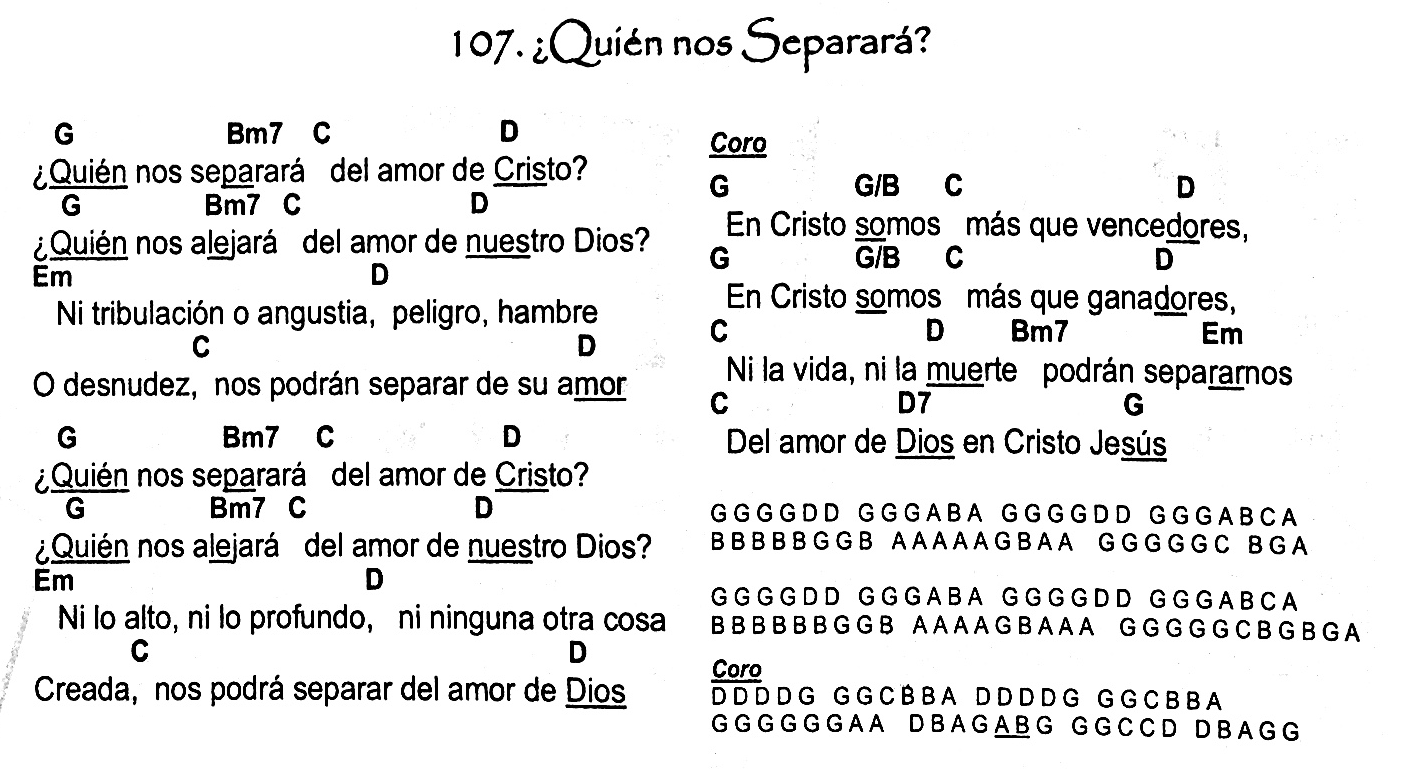 107. ¿Quién nos Separará?
G Bm7 C D
¿Quién nos separará del amor de Cristo?
G Bm7 C D
¿Quién nos alejará del amor de nuestro Dios?
Em D
Ni tribulación o angustia, peligro, hambre
C D
O desnudez, nos podrán separar de su amor
G Bm7 C D
¿Quién nos separará del amor de Cristo?
G Bm7 C D
¿Quién nos alejará del amor de nuestro Dios?
Em D
Ni lo alto, ni lo profundo, ni ninguna otra cosa
C D
Creada, nos podrá separar del amor de Dios
Coro
G G/B C D
En Cristo somos más que vencedores,
G G/B C D
En Cristo somos más que ganadores,
C D Bm7 Em
Ni la vida, ni la muerte podrán separarnos
C D7 G
Del amor de Dios en Cristo Jesús
GGGGDD GGGABA GGGGDD GGGABCA
BBBBBGGB AAAAAGBAA GGGGGC BGA
GGGGDD GGGABA GGGGDD GGGABCA
BBBBBBGGB AAAAGBAAA GGGGGCBGBGA
Coro
DDDDG GGCBBA DDDDG GGCBBA
GGGGGGAA DBAGABG GGCCD DBAGG